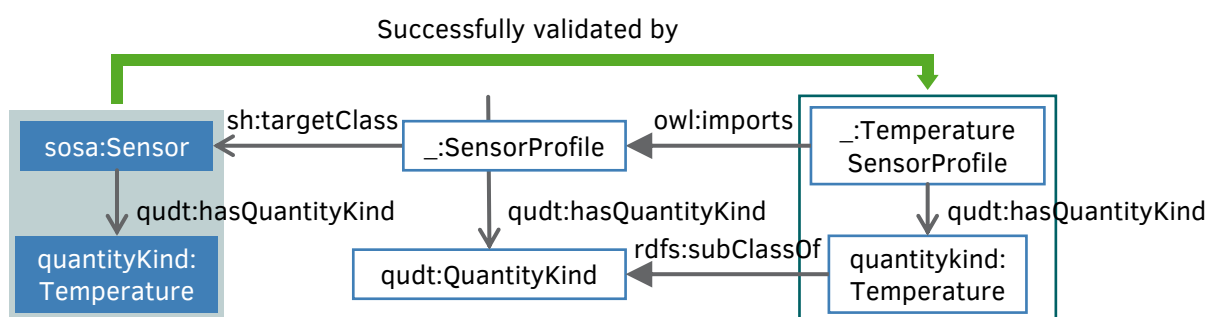 Successfully validated by
sh:targetClass
owl:imports
sosa:Sensor
_:SensorProfile
_:Temperature
SensorProfile
qudt:hasQuantityKind
qudt:hasQuantityKind
qudt:hasQuantityKind
rdfs:subClassOf
quantityKind:
Temperature
qudt:QuantityKind
quantitykind:
Temperature